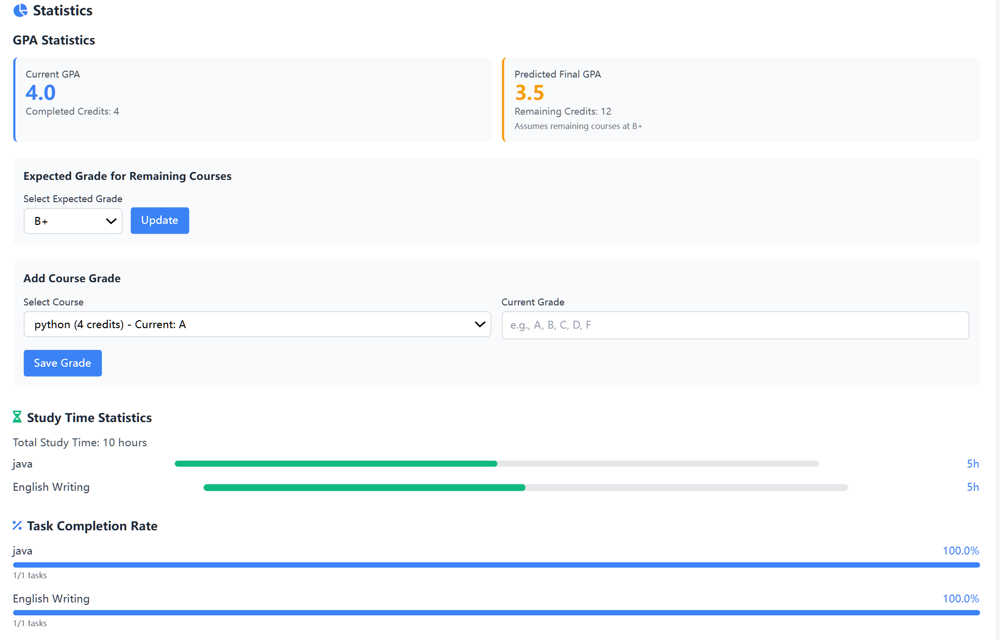 Statistics
GPA Statistics
Current GPA
4.0
Completed Credits: 4
Predicted Final GPA
3.5
Remaining Credits: 12
Assumes remaining courses at B+
Expected Grade for Remaining Courses
Select Expected Grade
B+
Update
Add Course Grade
Select Course
python (4 credits) - Current: A
Current Grade
e.g., A, B, C, D, F
Save Grade
Study Time Statistics
Total Study Time: 10 hours
java 5h
English Writing 5h
Task Completion Rate
java 100.0%
1/1 tasks
English Writing 100.0%
1/1 tasks